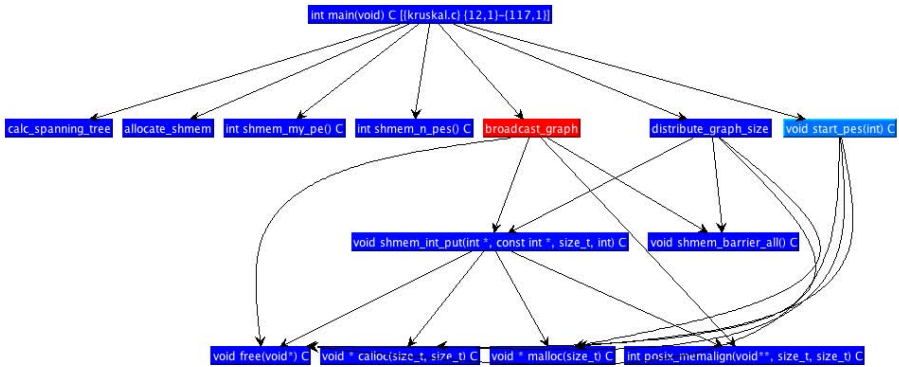 int main(void) C [{kruskal.c} {12,1}-{117,1}]
calc_spanning_tree
allocate_shmem
int shmem_my_pe() C
int shmem_n_pes() C
broadcast_graph
distribute_graph_size
void start_pes(int) C
void shmem_int_put(int *, const int *, size_t, int) C
void shmem_barrier_all() C
void free(void*) C
void * calloc(size_t, size_t) C
void * malloc(size_t) C
int posix_memalign(void**, size_t, size_t) C